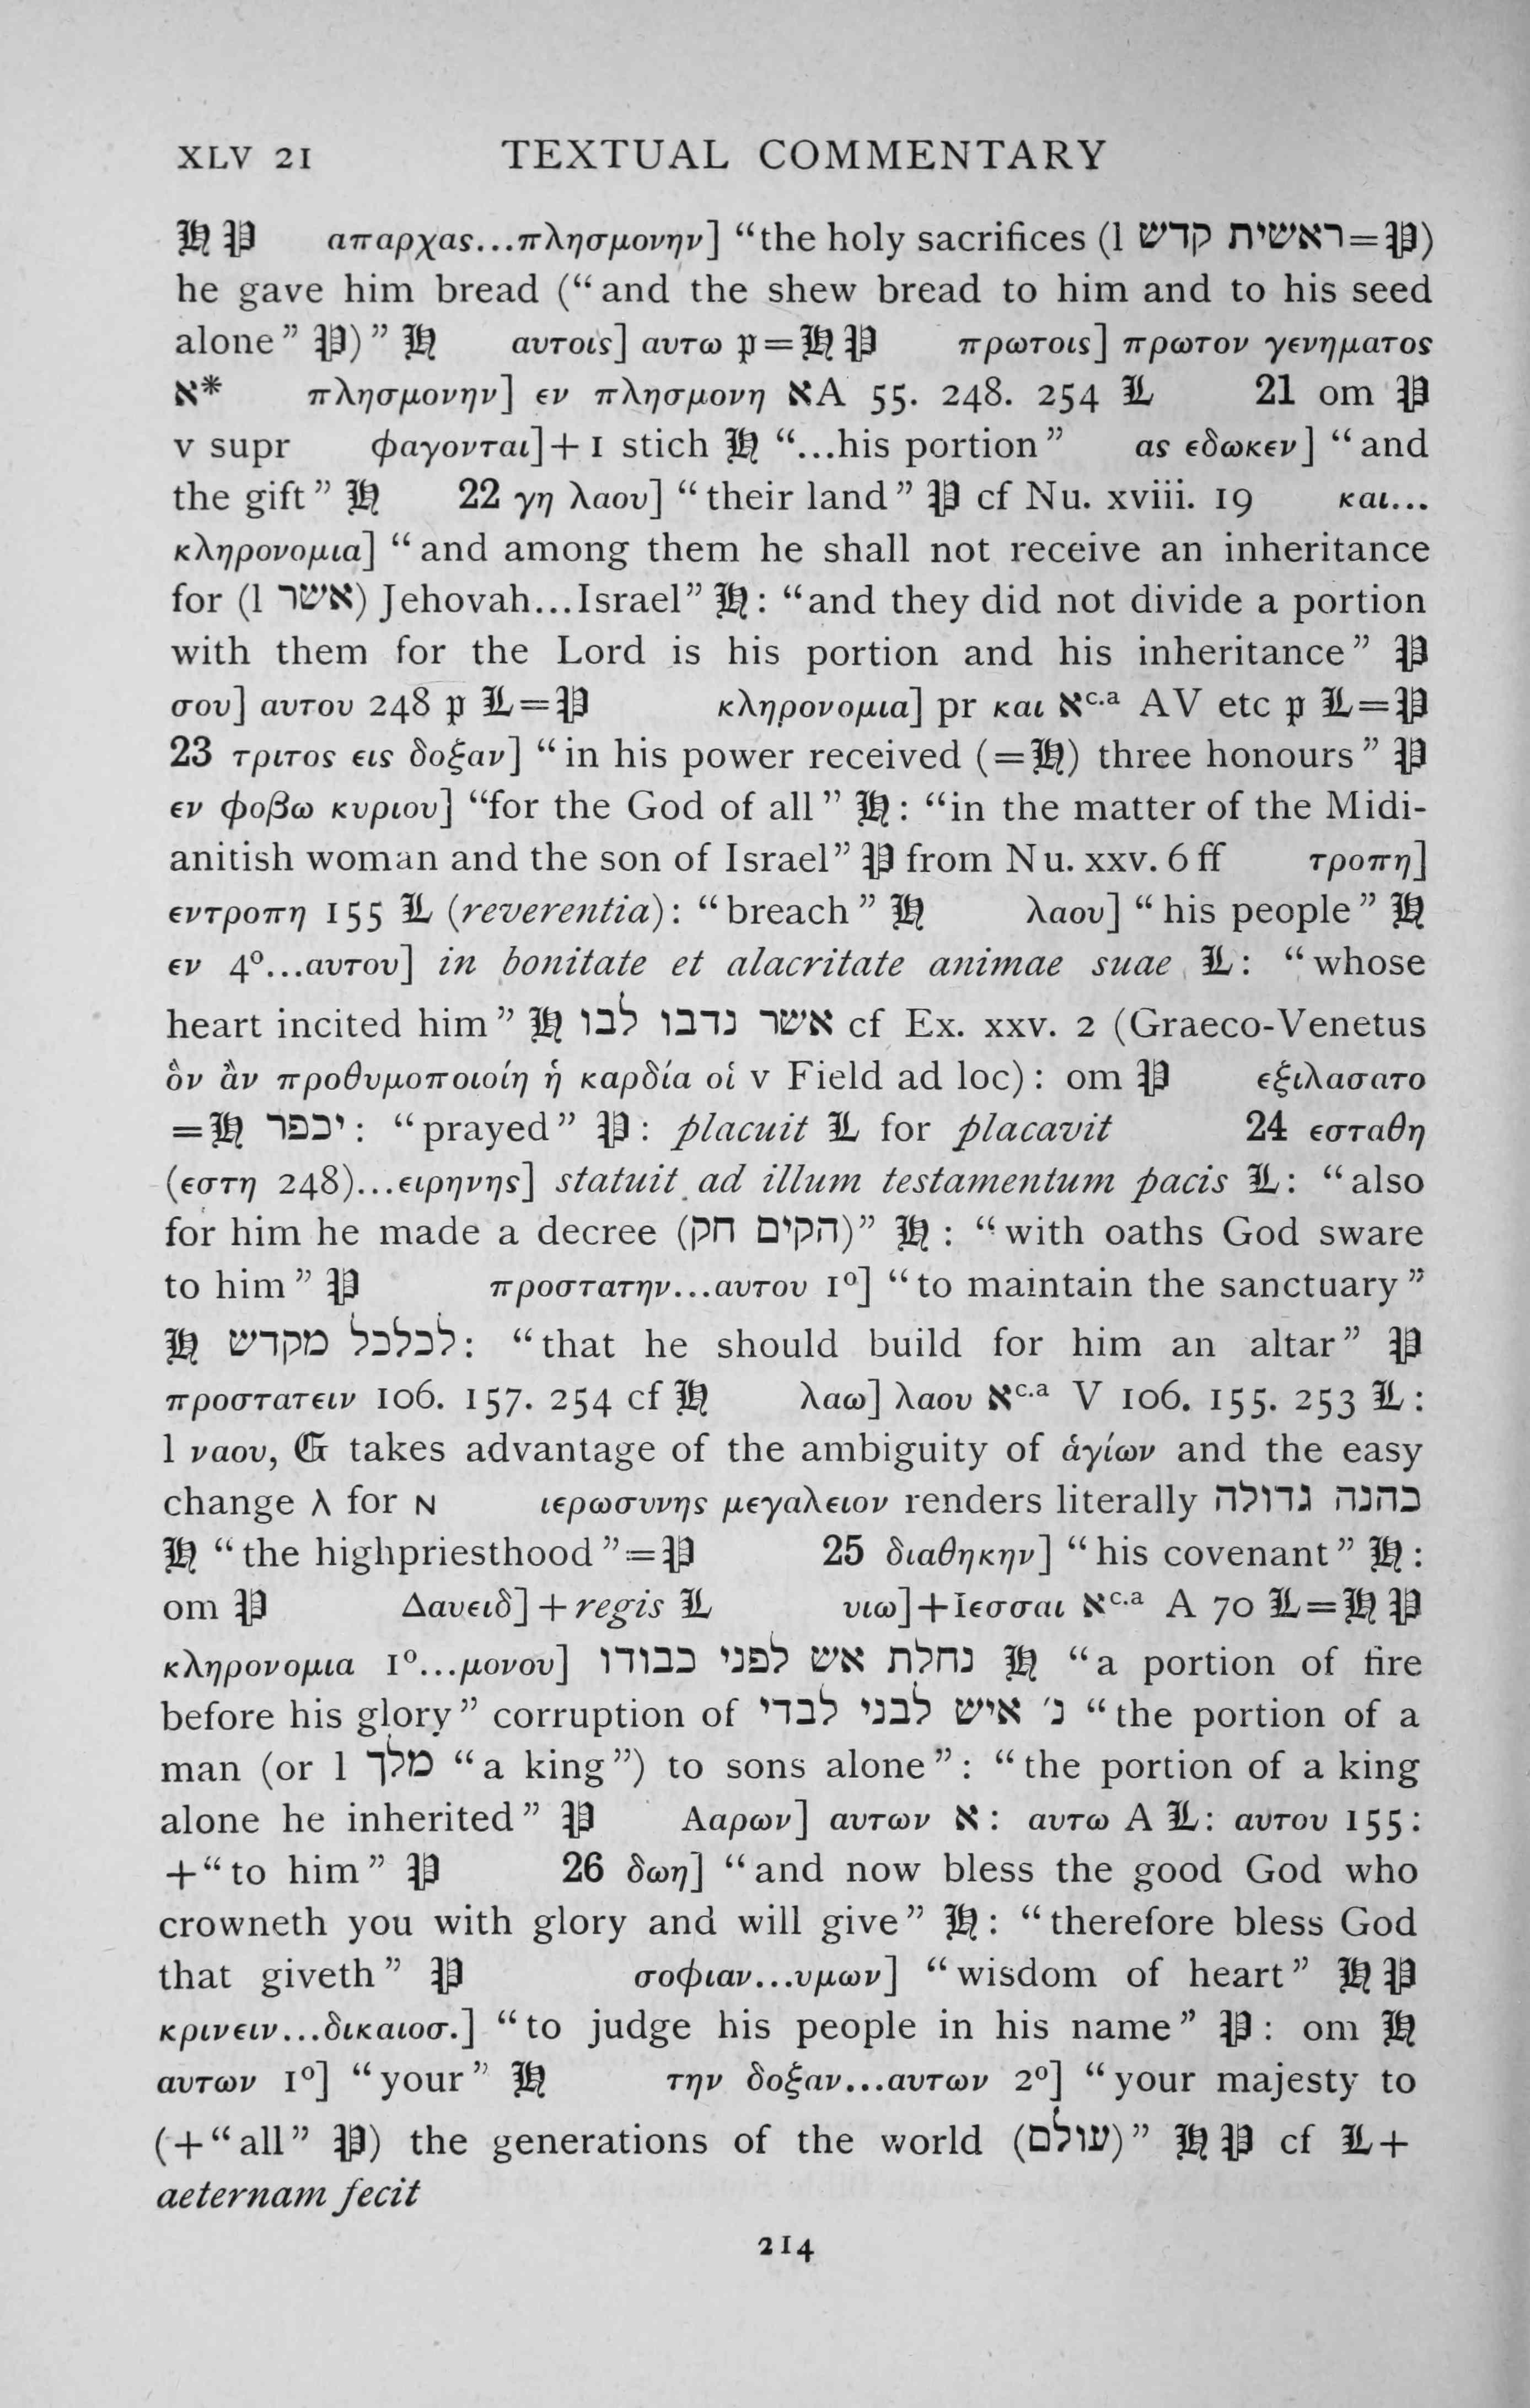 XLV 21 TEXTUAL COMMENTARY
ℌ 𝔓 απαρχας...πλησμονην] “the holy sacrifices (l ראשית קדש=𝔓)
he gave him bread (“and the shew bread to him and to his seed
alone” 𝔓)” ℌ αυτοις] αυτω 𝔭=ℌ 𝔓 πρωτοις] πρωτον γενηματος
א* πλησμονην] εν πλησμονη אA 55. 248. 254 𝕷 21 om 𝔓
v supr φαγονται]+1 stich ℌ “...his portion” ας εδωκεν] “and
the gift” ℌ 22 γη λαου] “their land” 𝔓 cf Nu. xviii. 19 και...
κληρονομια] “and among them he shall not receive an inheritance
for (l אשר) Jehovah...Israel” ℌ: “and they did not divide a portion
with them for the Lord is his portion and his inheritance” 𝔓
σου] αυτου 248 𝔭 𝕷=𝔓 κληρονομια] pr και אc.a AV etc 𝔭 𝕷=𝔓
23 τριτος εις δοξαν] “in his power received (=ℌ) three honours” 𝔓
εν φοβω κυριου] “for the God of all” ℌ: “in the matter of the Midi-
anitish woman and the son of Israel” 𝔓 from Nu. xxv. 6 ff τροπη]
εντροπη 155 𝕷 (reverentia): “breach” ℌ λαου] “his people” ℌ
εν 4º...αυτου] in bonitate et alacritate animae suae 𝕷: “whose
heart incited him” ℌ אשר נדבו לבו cf Ex. xxv. 2 (Graeco-Venetus
ὃν ἂν προθυμοποιοίη ἡ καρδία οἱ v Field ad loc): om 𝔓 εξιλασατο
=ℌ יכפר: “prayed” 𝔓: placuit 𝕷 for placavit 24 εσταθη
(εστη 248)...ειρηνης] statuit ad illum testamentum pacis 𝕷: “also
for him he made a decree (הקים חק)” ℌ: “with oaths God sware
to him” 𝔓 προστατην...αυτου 1º] “to maintain the sanctuary”
ℌ לכלכל מקדש: “that he should build for him an altar” 𝔓
προστατειν 106. 157. 254 cf ℌ λαω] λαου אc.a V 106. 155. 253 𝕷:
l ναου, 𝔊 takes advantage of the ambiguity of ἁγίων and the easy
change λ for ɴ ιερωσυνης μεγαλειον renders literally כהנה גדולה
ℌ “the highpriesthood”=𝔓 25 διαθηκην] “his covenant” ℌ:
om 𝔓 Δαυειδ]+regis 𝕷 υιω]+Ιεσσαι אc.a A 70 𝕷=ℌ 𝔓
κληρονομια 1º...μονου] נחלת אש לפני כבודו ℌ “a portion of fire
before his glory” corruption of נ׳ איש לבני לבדי “the portion of a
man (or l מלך “a king”) to sons alone”: “the portion of a king
alone he inherited” 𝔓 Ααρων] αυτων א: αυτω A 𝕷: αυτου 155:
+“to him” 𝔓 26 δωη] “and now bless the good God who
crowneth you with glory and will give” ℌ: “therefore bless God
that giveth” 𝔓 σοφιαν...υμων] “wisdom of heart” ℌ 𝔓
κρινειν...δικαιοσ.] “to judge his people in his name” 𝔓: om ℌ
αυτων 1º] “your” ℌ την δοξαν...αυτων 2º] “your majesty to
(+“all” 𝔓) the generations of the world (עולם)” ℌ 𝔓 cf 𝕷+
aeternam fecit
214